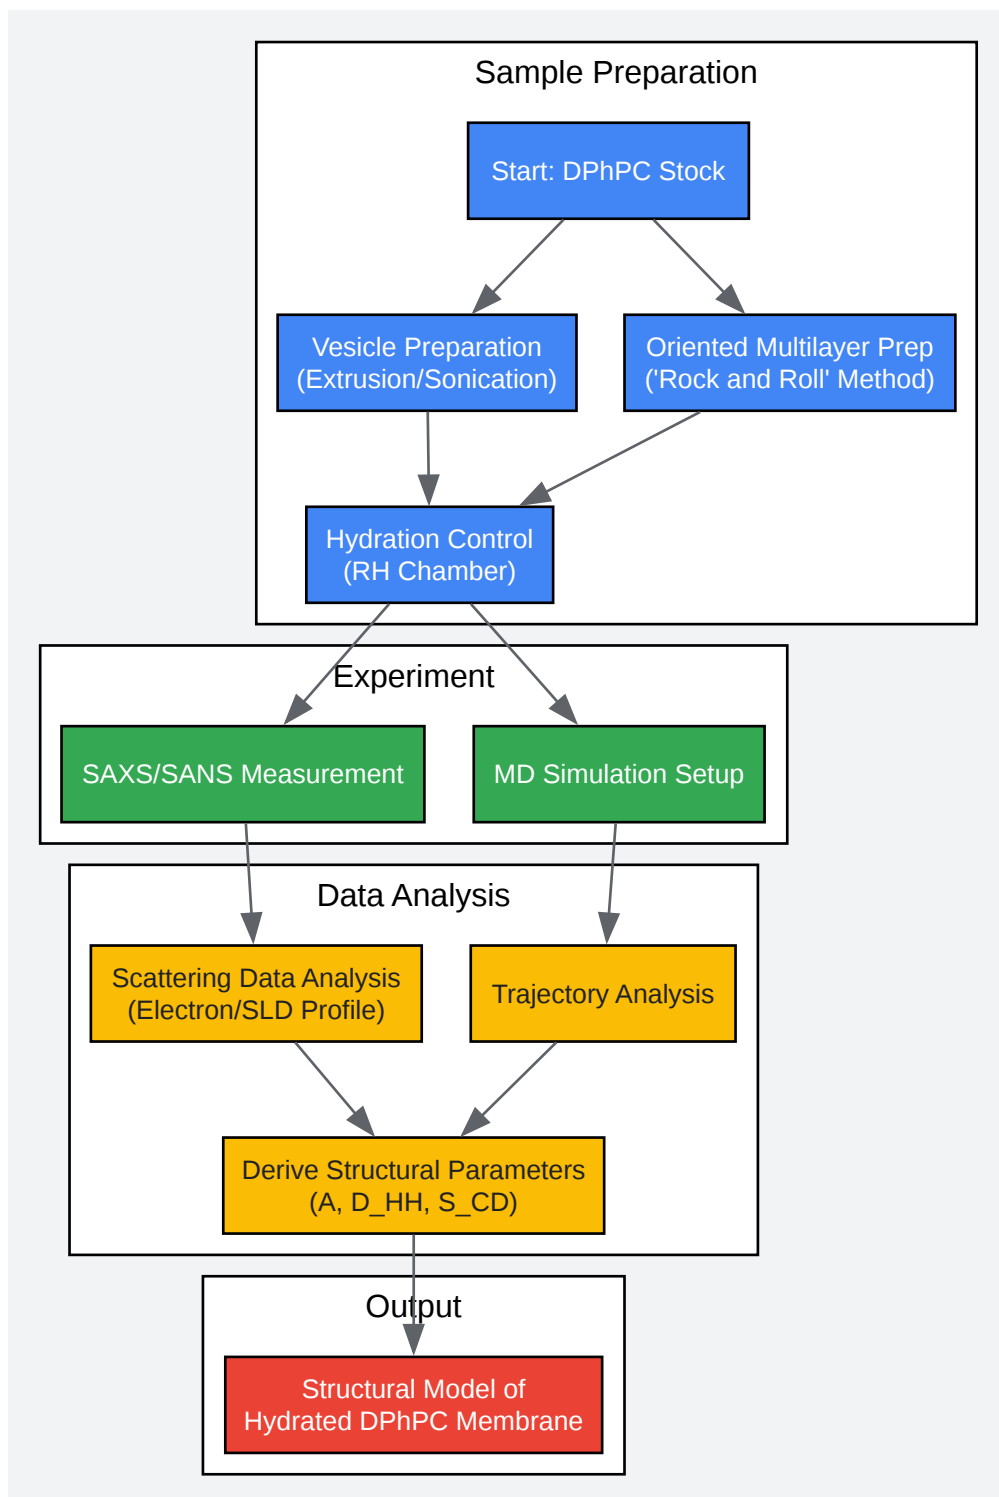 Sample Preparation
Start: DPhPC Stock
Vesicle Preparation
(Extrusion/Sonication)
Oriented Multilayer Prep
('Rock and Roll' Method)
Hydration Control
(RH Chamber)
Experiment
SAXS/SANS Measurement
MD Simulation Setup
Data Analysis
Scattering Data Analysis
(Electron/SLD Profile)
Trajectory Analysis
Derive Structural Parameters
(A, D_HH, S_CD)
Output
Structural Model of
Hydrated DPhPC Membrane